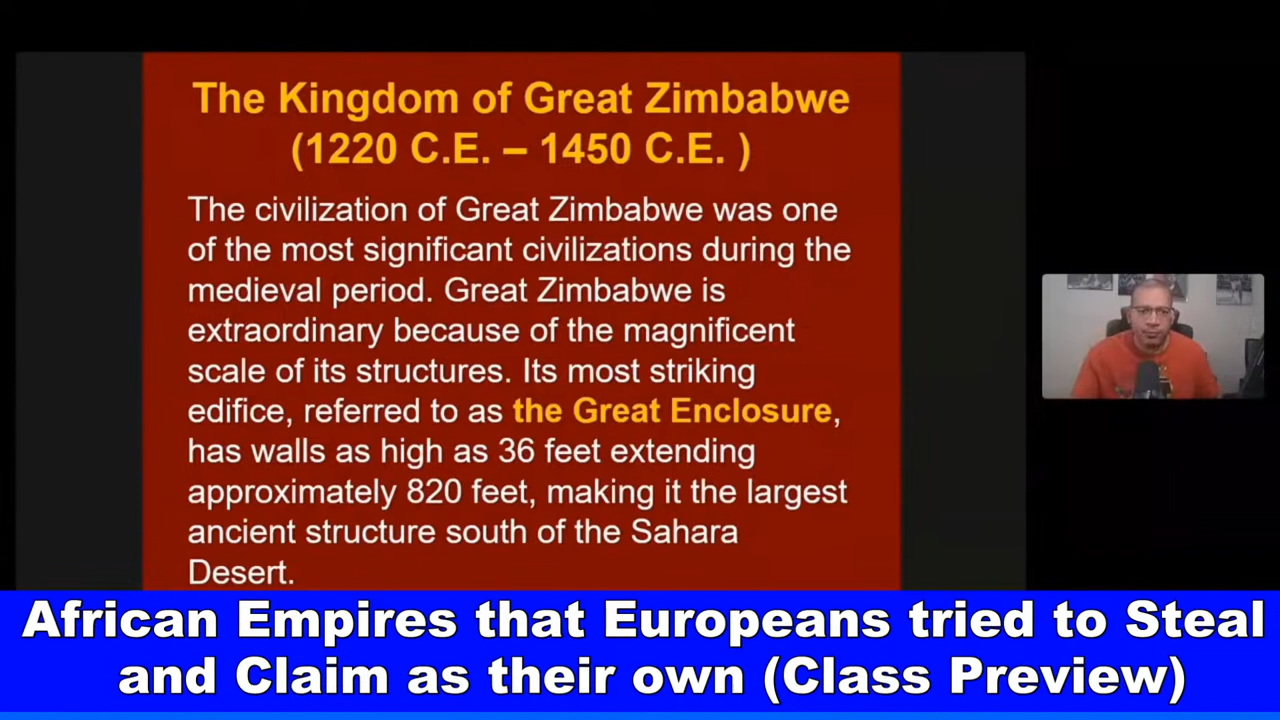 The Kingdom of Great Zimbabwe
(1220 C.E. – 1450 C.E. )
The civilization of Great Zimbabwe was one
of the most significant civilizations during the
medieval period. Great Zimbabwe is
extraordinary because of the magnificent
scale of its structures. Its most striking
edifice, referred to as the Great Enclosure,
has walls as high as 36 feet extending
approximately 820 feet, making it the largest
ancient structure south of the Sahara
Desert.
African Empires that Europeans tried to Steal
and Claim as their own (Class Preview)